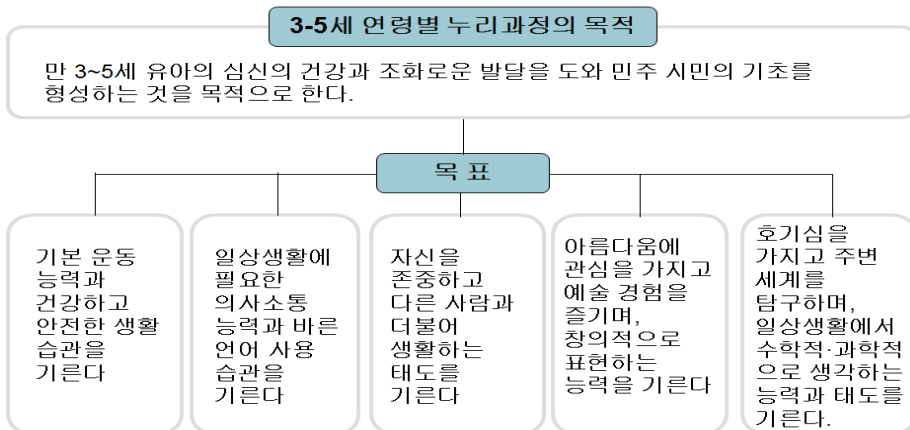 3-5세 연령별 누리과정의 목적
만 3~5세 유아의 심신의 건강과 조화로운 발달을 도와 민주 시민의 기초를
형성하는 것을 목적으로 한다.
목 표
기본 운동
능력과
건강하고
안전한 생활
습관을
기른다
일상생활에
필요한
의사소통
능력과 바른
언어 사용
습관을
기른다
자신을
존중하고
다른 사람과
더불어
생활하는
태도를
기른다
아름다움에
관심을 가지고
예술 경험을
즐기며,
창의적으로
표현하는
능력을 기른다
호기심을
가지고 주변
세계를
탐구하며,
일상생활에서
수학적·과학적
으로 생각하는
능력과 태도를
기른다.